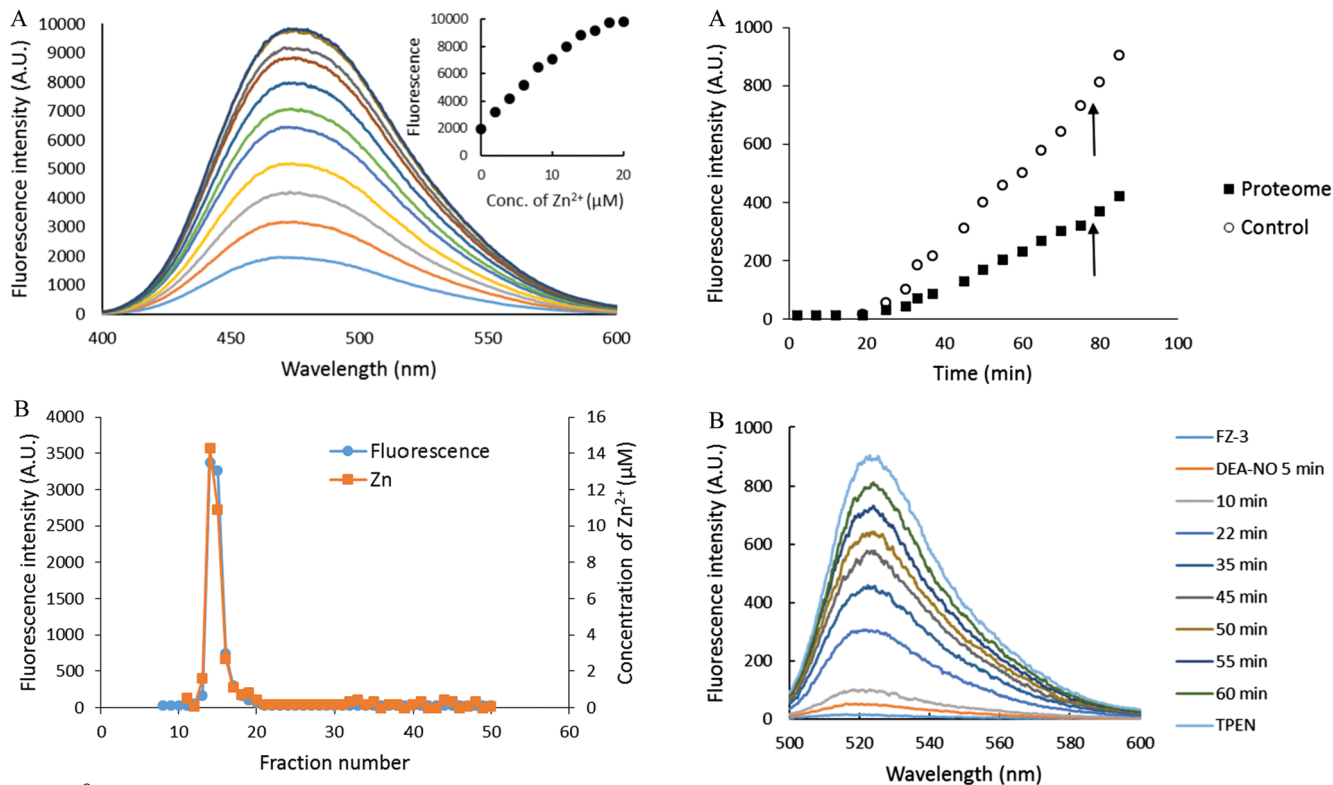 A
Fluorescence intensity (A.U.)
10000
9000
8000
7000
6000
5000
4000
3000
2000
1000
0
400
450
500
550
600
Wavelength (nm)
Fluorescence
10000
8000
6000
4000
2000
0
0
10
20
Conc. of Zn²⁺ (µM)
A
Fluorescence intensity (A.U.)
1000
800
600
400
200
0
0
20
40
60
80
100
Time (min)
Proteome
Control
B
Fluorescence intensity (A.U.)
4000
3500
3000
2500
2000
1500
1000
500
0
0
10
20
30
40
50
60
Fraction number
Fluorescence
Zn
16
14
12
10
8
6
4
2
0
Concentration of Zn²⁺ (µM)
B
Fluorescence intensity (A.U.)
1000
800
600
400
200
0
500
520
540
560
580
600
Wavelength (nm)
FZ-3
DEA-NO 5 min
10 min
22 min
35 min
45 min
50 min
55 min
60 min
TPEN